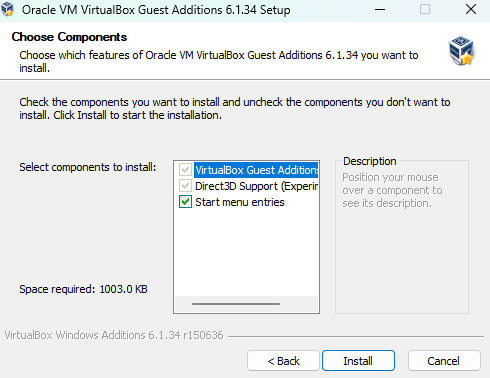 Oracle VM VirtualBox Guest Additions 6.1.34 Setup
Choose Components
Choose which features of Oracle VM VirtualBox Guest Additions 6.1.34 you want to
install.
Check the components you want to install and uncheck the components you don't want to
install. Click Install to start the installation.
Select components to install:
VirtualBox Guest Additions
Direct3D Support (Experim
Start menu entries
Description
Position your mouse
over a component to
see its description.
Space required: 1003.0 KB
VirtualBox Windows Additions 6.1.34 r150636
< Back
Install
Cancel